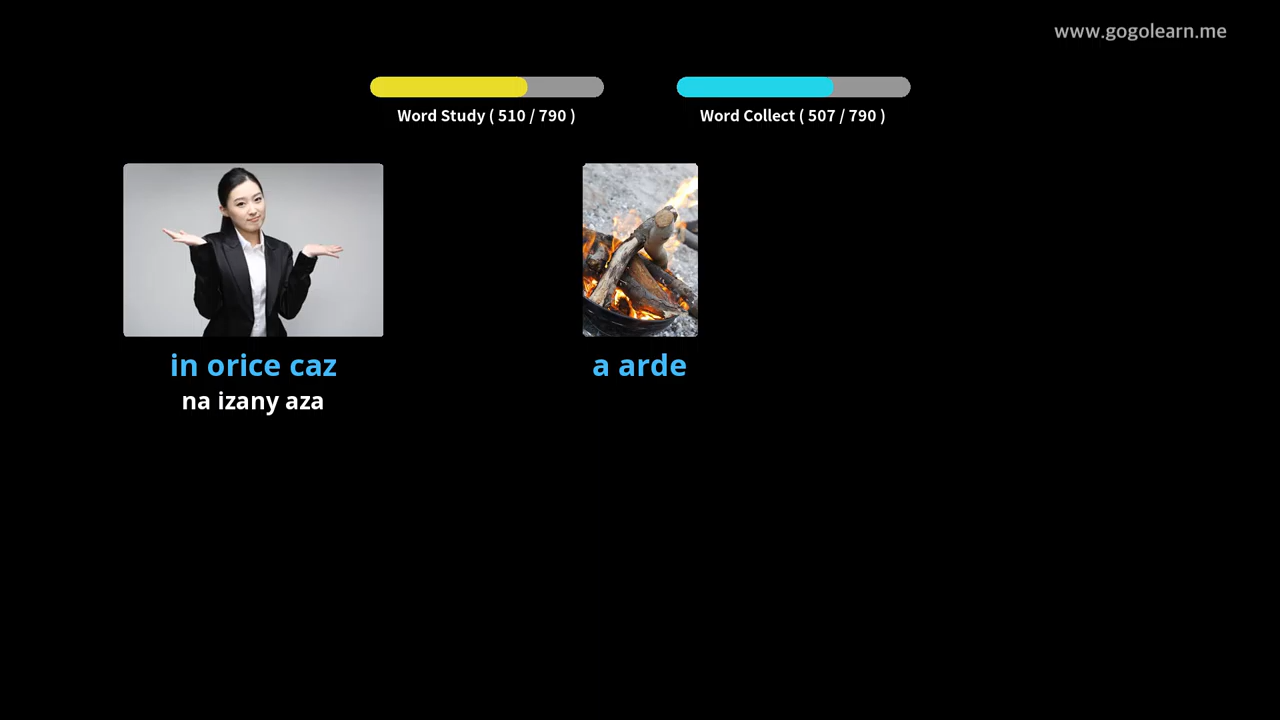 www.gogolearn.me
Word Study ( 510 / 790 )
Word Collect ( 507 / 790 )
in orice caz
na izany aza
a arde